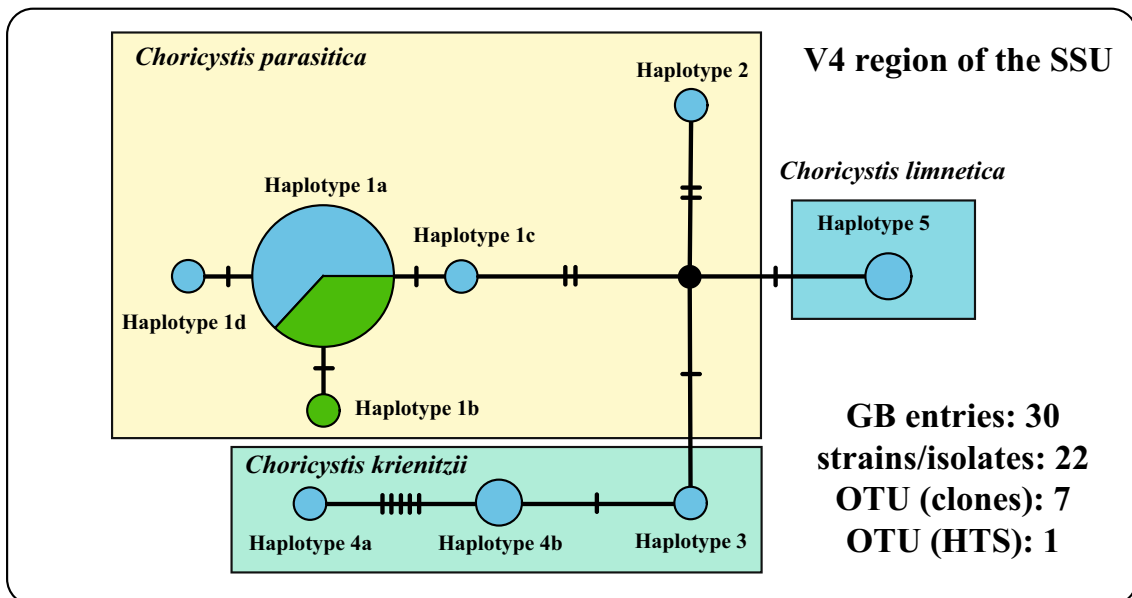 Choricystis parasitica
V4 region of the SSU
Haplotype 2
Choricystis limnetica
Haplotype 1a
Haplotype 5
Haplotype 1c
Haplotype 1d
Haplotype 1b
GB entries: 30
strains/isolates: 22
OTU (clones): 7
OTU (HTS): 1
Choricystis krienitzii
Haplotype 4a
Haplotype 4b
Haplotype 3